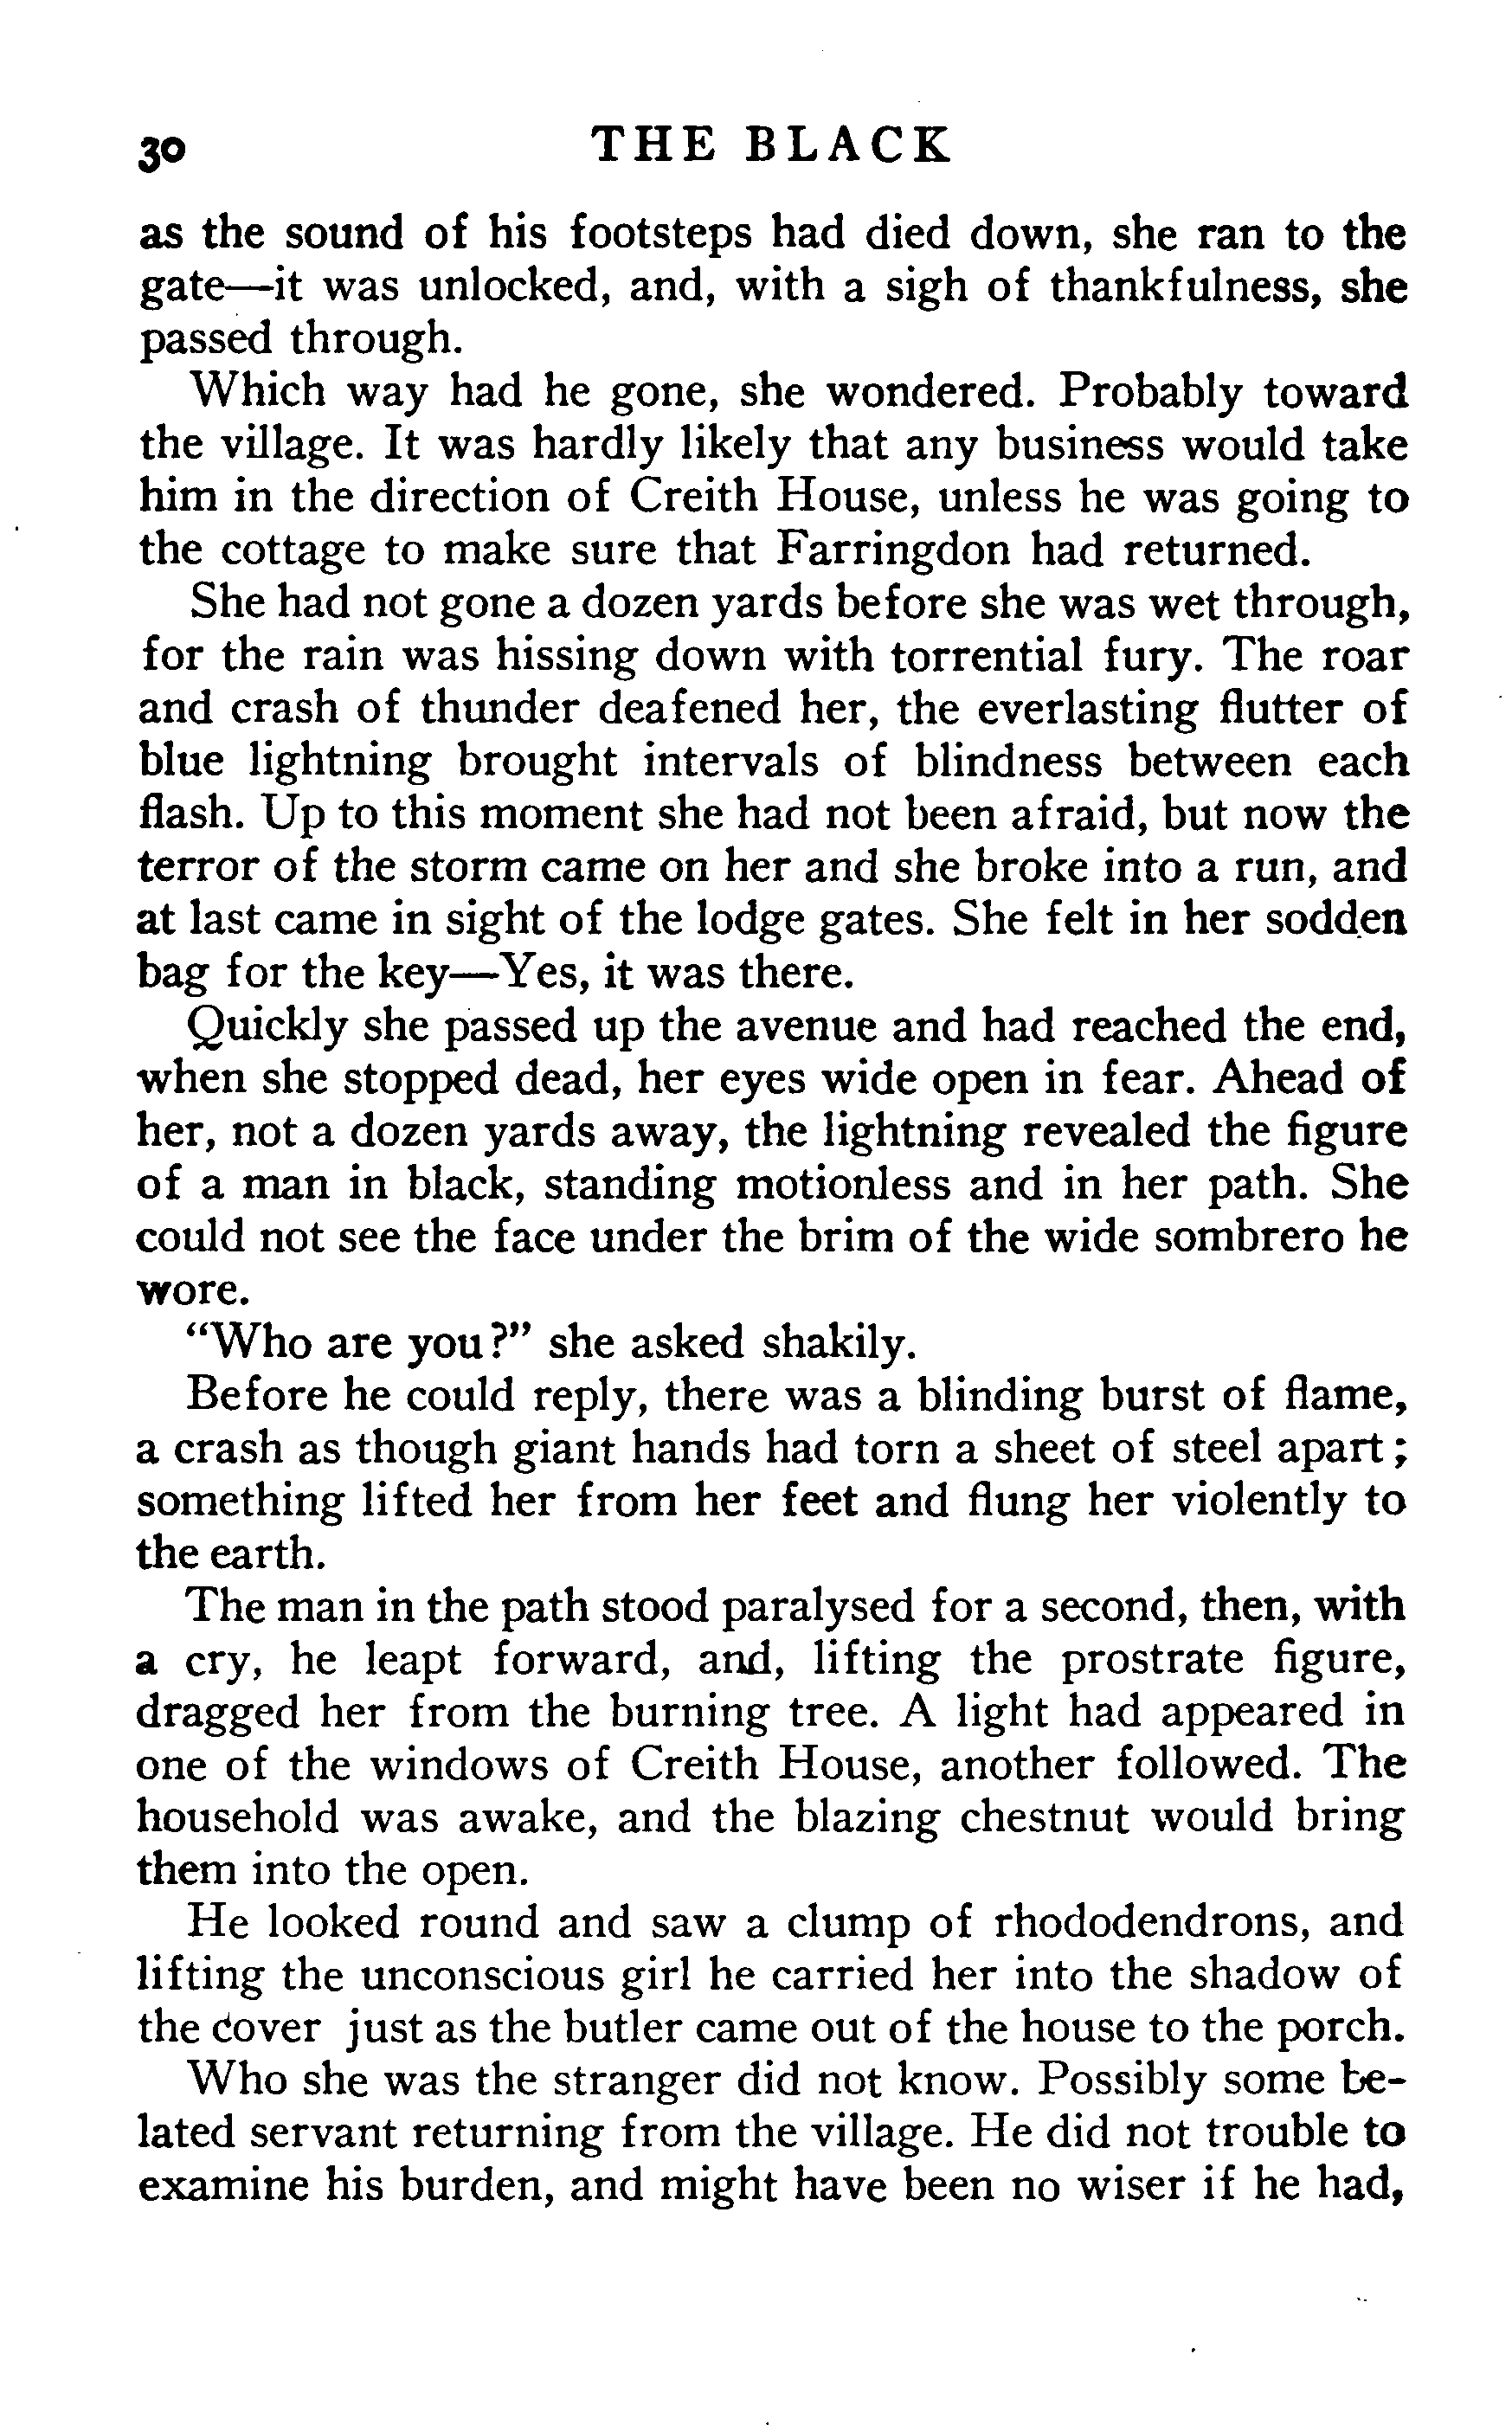 30 THE BLACK
as the sound of his footsteps had died down, she ran to the
gate—it was unlocked, and, with a sigh of thankfulness, she
passed through.
Which way had he gone, she wondered. Probably toward
the village. It was hardly likely that any business would take
him in the direction of Creith House, unless he was going to
the cottage to make sure that Farringdon had returned.
She had not gone a dozen yards before she was wet through,
for the rain was hissing down with torrential fury. The roar
and crash of thunder deafened her, the everlasting flutter of
blue lightning brought intervals of blindness between each
flash. Up to this moment she had not been afraid, but now the
terror of the storm came on her and she broke into a run, and
at last came in sight of the lodge gates. She felt in her sodden
bag for the key—Yes, it was there.
Quickly she passed up the avenue and had reached the end,
when she stopped dead, her eyes wide open in fear. Ahead of
her, not a dozen yards away, the lightning revealed the figure
of a man in black, standing motionless and in her path. She
could not see the face under the brim of the wide sombrero he
wore.
“Who are you?” she asked shakily.
Before he could reply, there was a blinding burst of flame,
a crash as though giant hands had torn a sheet of steel apart;
something lifted her from her feet and flung her violently to
the earth.
The man in the path stood paralysed for a second, then, with
a cry, he leapt forward, and, lifting the prostrate figure,
dragged her from the burning tree. A light had appeared in
one of the windows of Creith House, another followed. The
household was awake, and the blazing chestnut would bring
them into the open.
He looked round and saw a clump of rhododendrons, and
lifting the unconscious girl he carried her into the shadow of
the cover just as the butler came out of the house to the porch.
Who she was the stranger did not know. Possibly some be-
lated servant returning from the village. He did not trouble to
examine his burden, and might have been no wiser if he had,